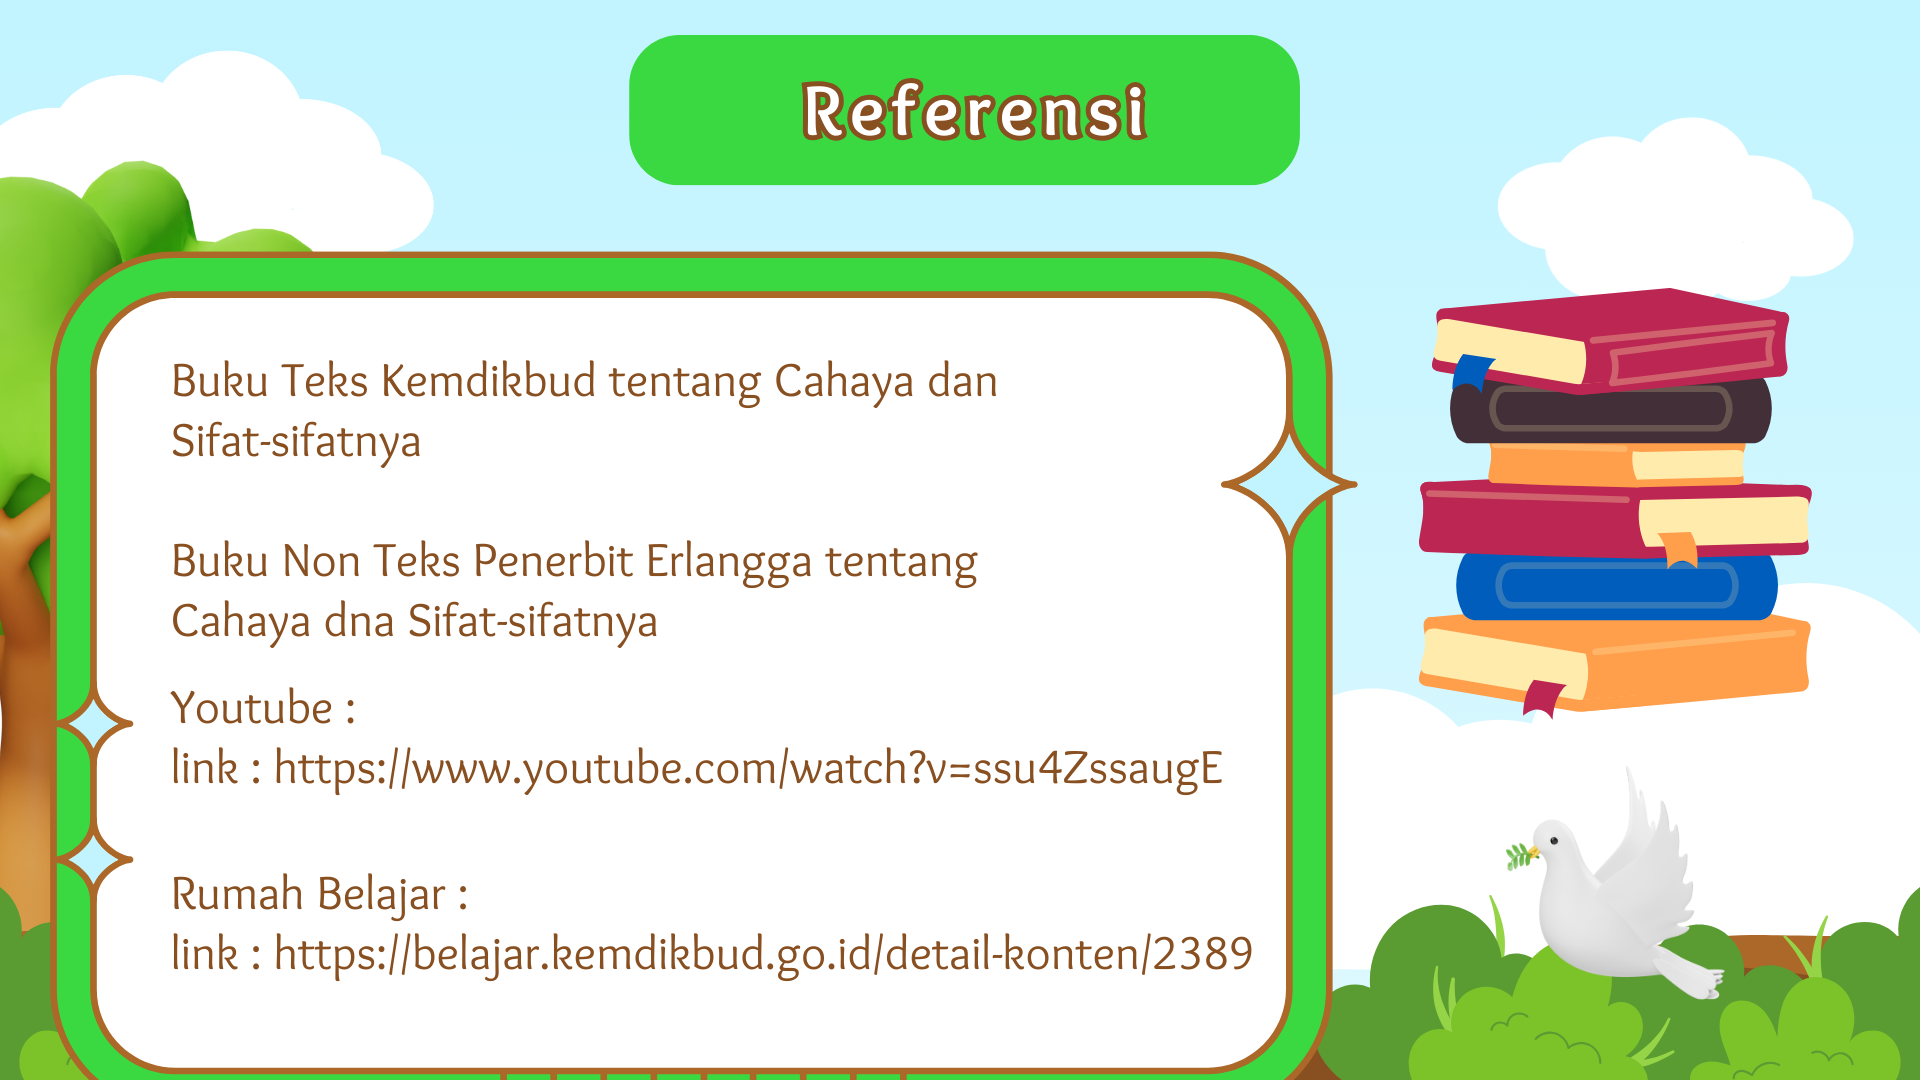 Referensi
Buku Teks Kemdikbud tentang Cahaya dan
Sifat-sifatnya
Buku Non Teks Penerbit Erlangga tentang
Cahaya dna Sifat-sifatnya
Youtube :
link : https://www.youtube.com/watch?v=ssu4ZssaugE
Rumah Belajar :
link : https://belajar.kemdikbud.go.id/detail-konten/2389